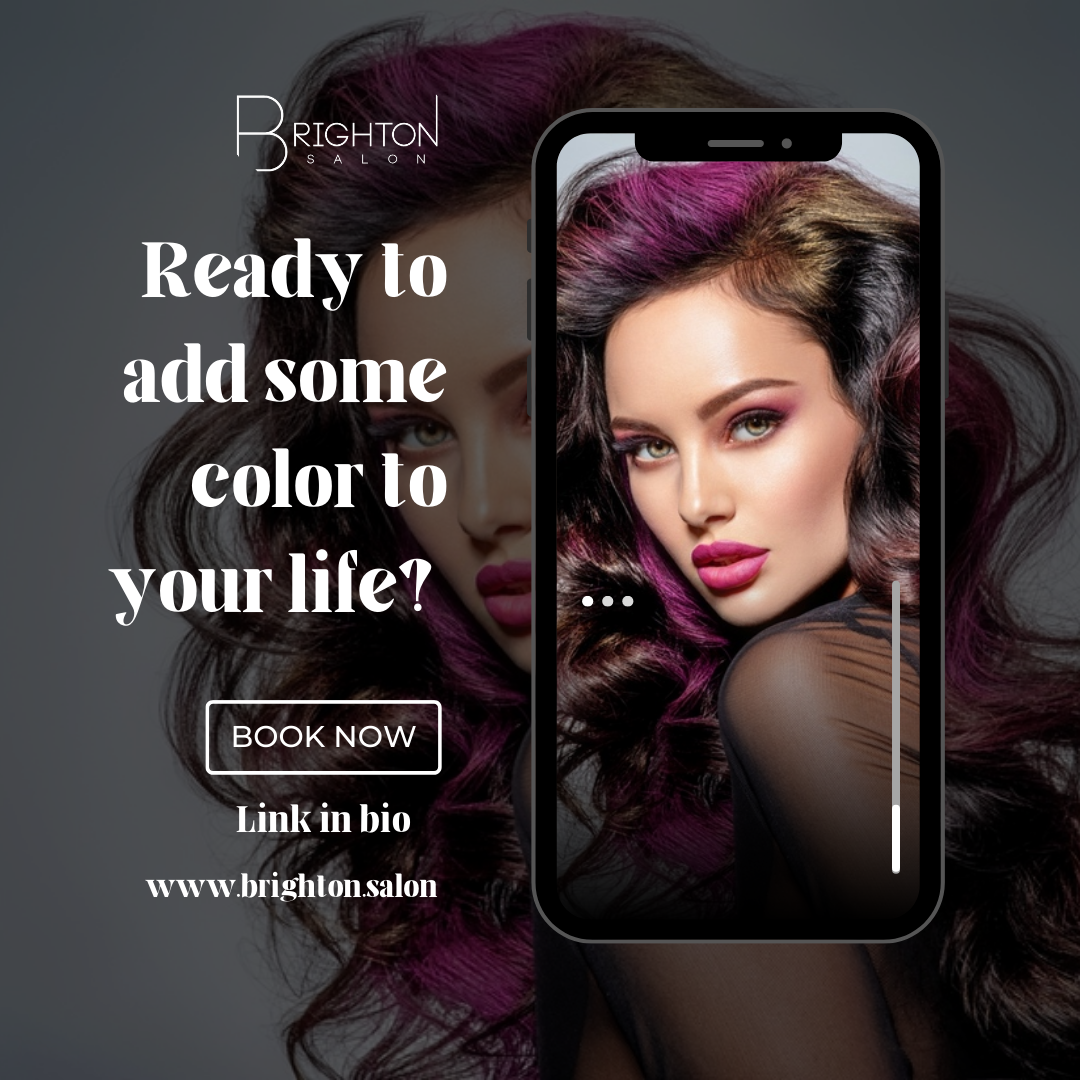 BRIGHTON
SALON
Ready to
add some
color to
your life?
BOOK NOW
Link in bio
www.brighton.salon